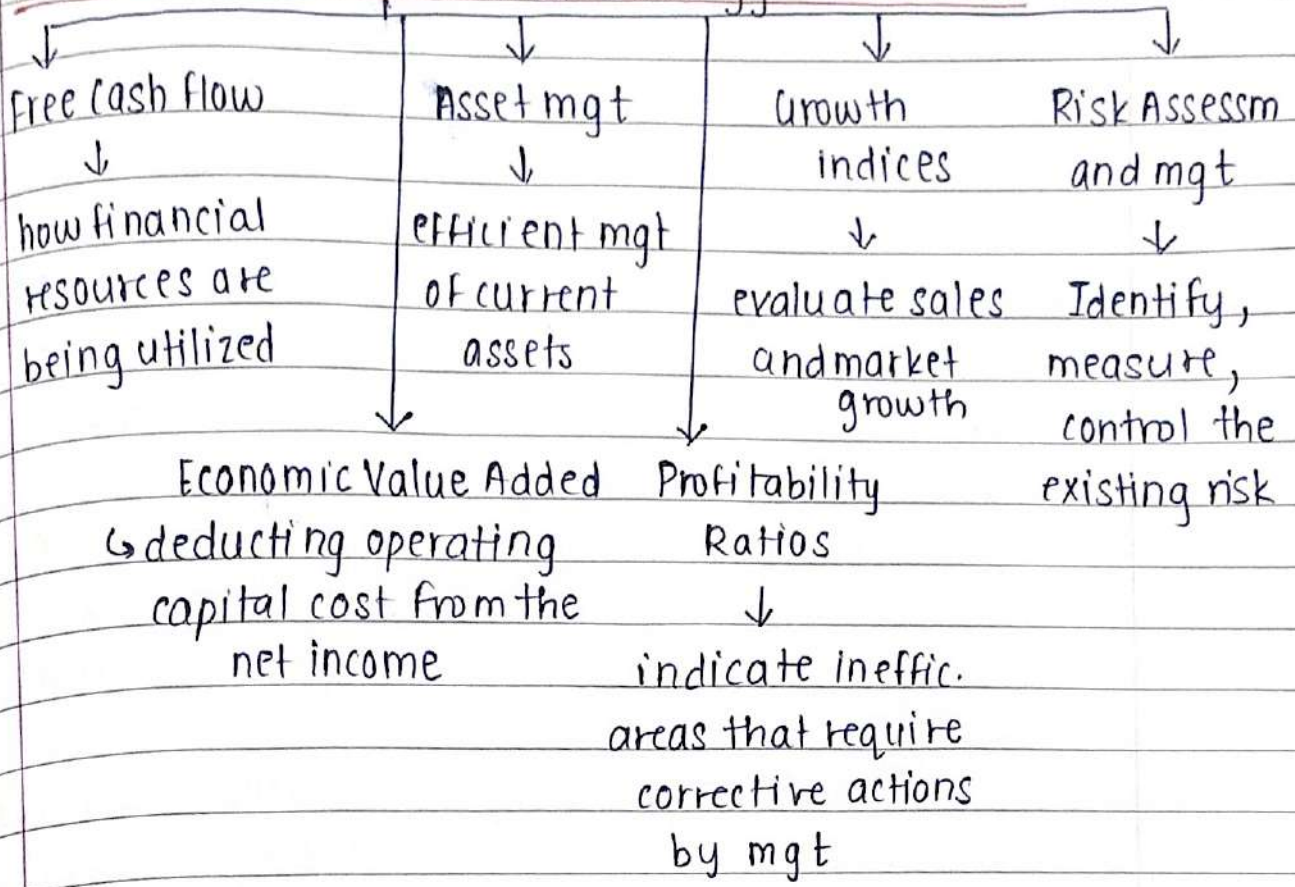 Free Cash Flow
↓
how financial
resources are
being utilized
Asset mgt
↓
efficient mgt
of current
assets
Growth
indices
↓
evaluate sales
and market
growth
Risk Assessm
and mgt
↓
Identify,
measure,
control the
existing risk
Economic Value Added
↳ deducting operating
capital cost from the
net income
Profitability
Ratios
↓
indicate ineffic.
areas that require
corrective actions
by mgt